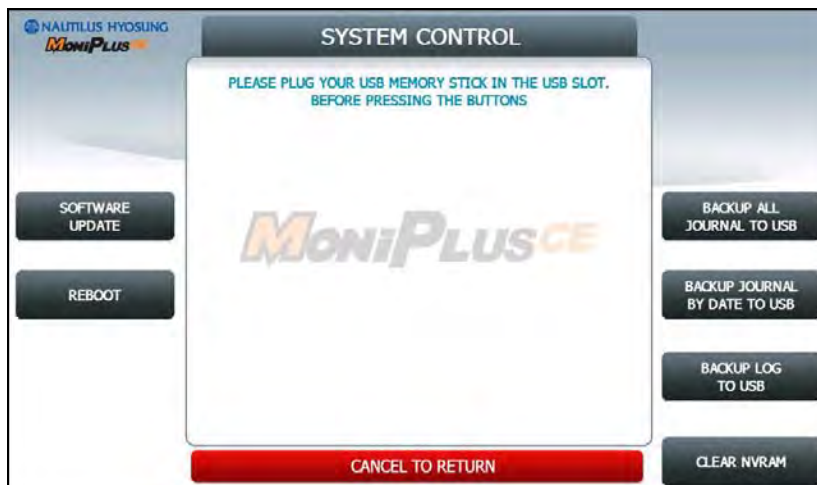 NAUTILUS HYOSUNG
MoniPlus CE
SYSTEM CONTROL
PLEASE PLUG YOUR USB MEMORY STICK IN THE USB SLOT.
BEFORE PRESSING THE BUTTONS
MoniPlus CE
SOFTWARE
UPDATE
REBOOT
BACKUP ALL
JOURNAL TO USB
BACKUP JOURNAL
BY DATE TO USB
BACKUP LOG
TO USB
CLEAR NVRAM
CANCEL TO RETURN